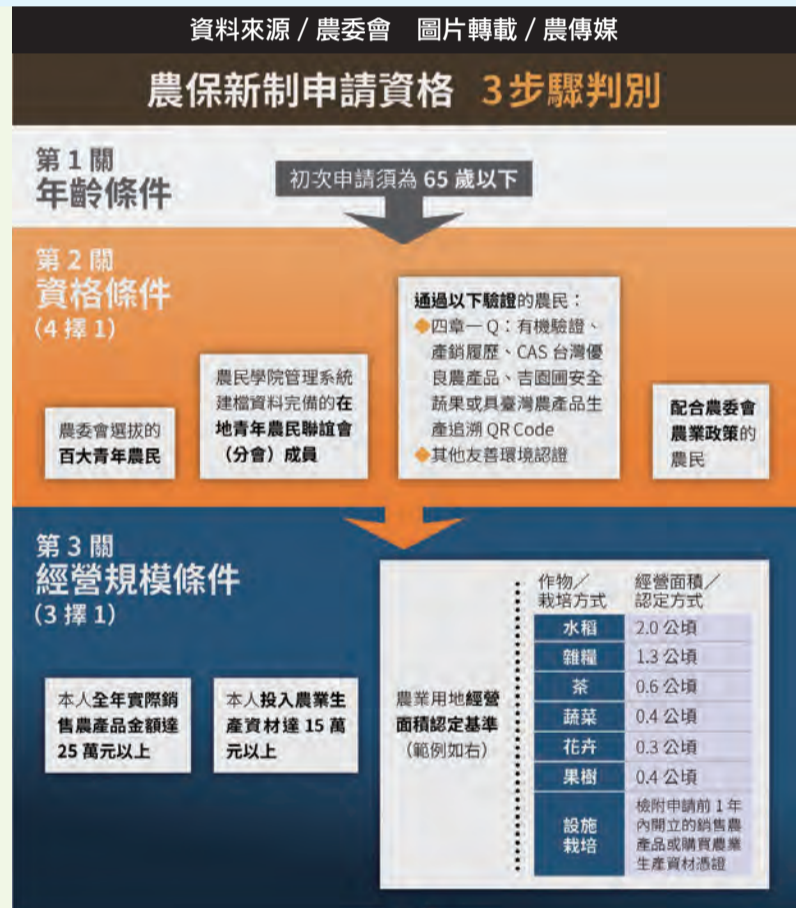 資料來源 / 農委會　圖片轉載 / 農傳媒
農保新制申請資格 3步驟判別
第 1 關
年齡條件
初次申請須為 65 歲以下
第 2 關
資格條件
(4 擇 1)
農委會選拔的
百大青年農民
農民學院管理系統
建檔資料完備的在
地青年農民聯誼會
（分會）成員
通過以下驗證的農民：
◆四章一 Q：有機驗證、
產銷履歷、CAS 台灣優
良農產品、吉園圃安全
蔬果或具臺灣農產品生
產追溯 QR Code
◆其他友善環境認證
配合農委會
農業政策的
農民
第 3 關
經營規模條件
(3 擇 1)
本人全年實際銷
售農產品金額達
25 萬元以上
本人投入農業生
產資材達 15 萬
元以上
農業用地經營
面積認定基準
（範例如右）
作物／
栽培方式
經營面積／
認定方式
水稻 2.0 公頃
雜糧 1.3 公頃
茶 0.6 公頃
蔬菜 0.4 公頃
花卉 0.3 公頃
果樹 0.4 公頃
設施
栽培
檢附申請前 1 年
內開立的銷售農
產品或購買農業
生產資材憑證